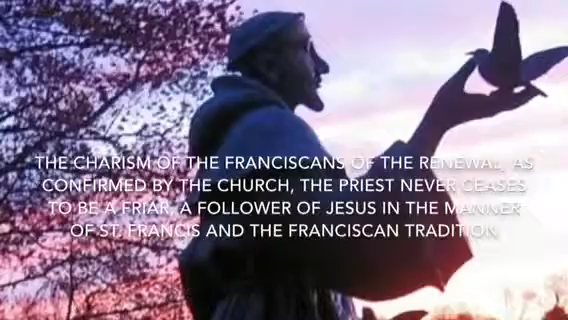 THE CHARISM OF THE FRANCISCANS OF THE RENEWAL, AS
CONFIRMED BY THE CHURCH, THE PRIEST NEVER CEASES
TO BE A FRIAR, A FOLLOWER OF JESUS IN THE MANNER
OF ST. FRANCIS AND THE FRANCISCAN TRADITION